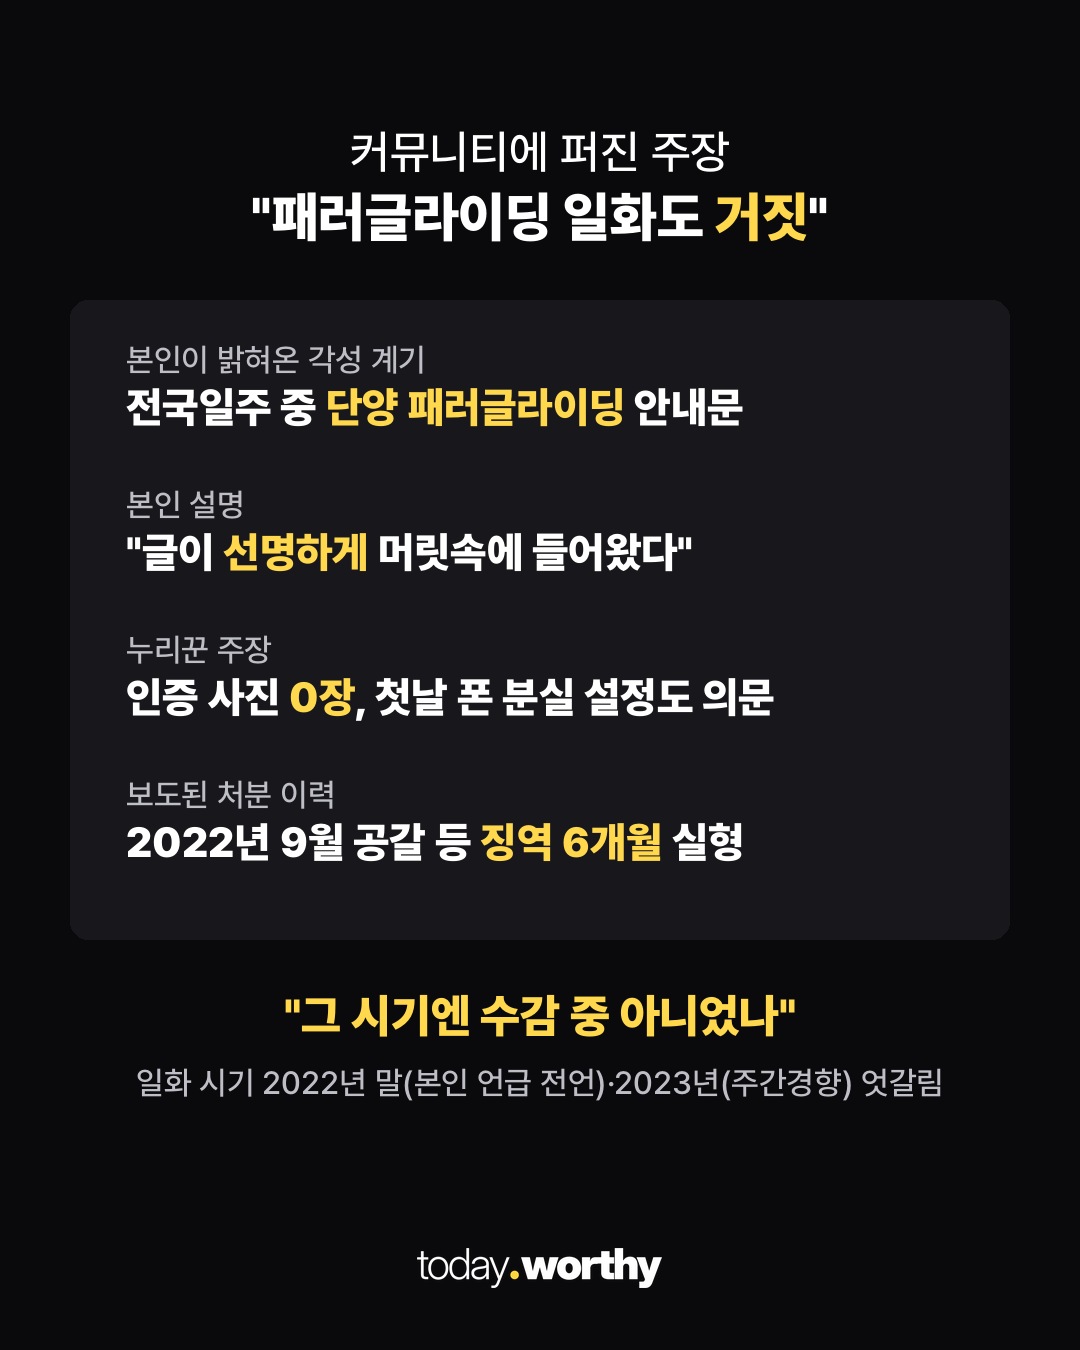 커뮤니티에 퍼진 주장
"패러글라이딩 일화도 거짓"
본인이 밝혀온 각성 계기
전국일주 중 단양 패러글라이딩 안내문
본인 설명
"글이 선명하게 머릿속에 들어왔다"
누리꾼 주장
인증 사진 0장, 첫날 폰 분실 설정도 의문
보도된 처분 이력
2022년 9월 공갈 등 징역 6개월 실형
"그 시기엔 수감 중 아니었나"
일화 시기 2022년 말(본인 언급 전언)·2023년(주간경향) 엇갈림
today.worthy